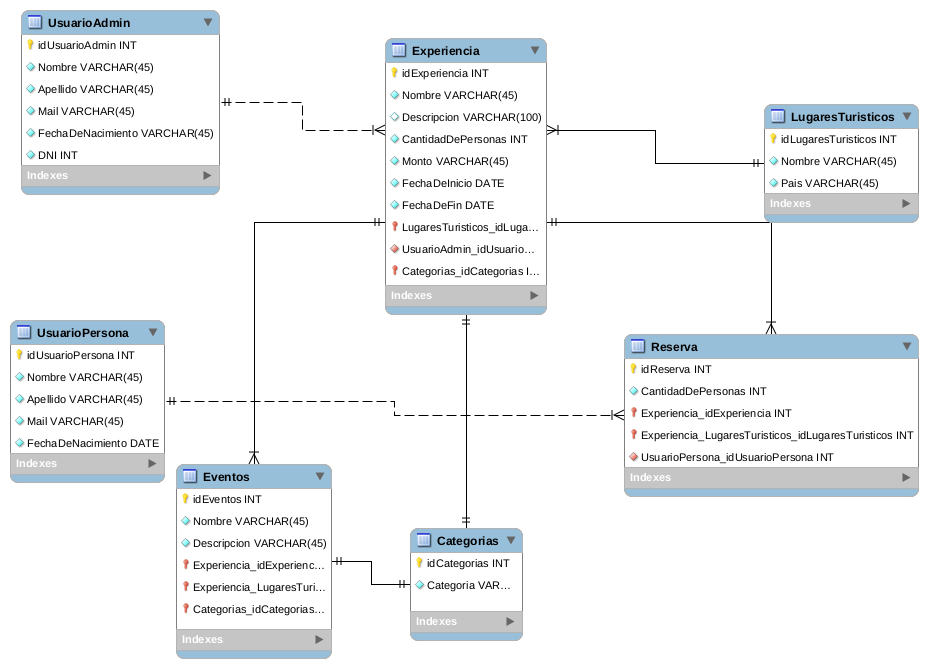 UsuarioAdmin
idUsuarioAdmin INT
Nombre VARCHAR(45)
Apellido VARCHAR(45)
Mail VARCHAR(45)
FechaDeNacimiento VARCHAR(45)
DNI INT
Indexes
Experiencia
idExperiencia INT
Nombre VARCHAR(45)
Descripcion VARCHAR(100)
CantidadDePersonas INT
Monto VARCHAR(45)
FechaDeInicio DATE
FechaDeFin DATE
LugaresTuristicos_idLuga...
UsuarioAdmin_idUsuario...
Categorias_idCategorias I...
Indexes
LugaresTuristicos
idLugaresTuristicos INT
Nombre VARCHAR(45)
Pais VARCHAR(45)
Indexes
UsuarioPersona
idUsuarioPersona INT
Nombre VARCHAR(45)
Apellido VARCHAR(45)
Mail VARCHAR(45)
FechaDeNacimiento DATE
Indexes
Reserva
idReserva INT
CantidadDePersonas INT
Experiencia_idExperiencia INT
Experiencia_LugaresTuristicos_idLugaresTuristicos INT
UsuarioPersona_idUsuarioPersona INT
Indexes
Eventos
idEventos INT
Nombre VARCHAR(45)
Descripcion VARCHAR(45)
Experiencia_idExperienc...
Experiencia_LugaresTuri...
Categorias_idCategorias...
Indexes
Categorias
idCategorias INT
Categoria VAR...
Indexes